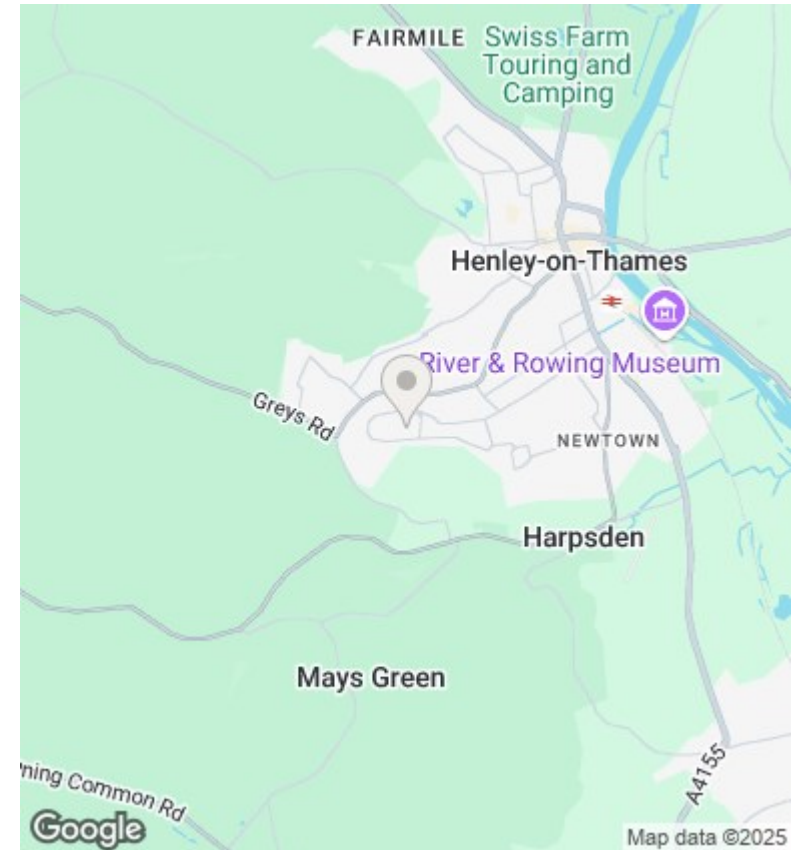 FAIRMILE
Swiss Farm
Touring and
Camping
Henley-on-Thames
River & Rowing Museum
Greys Rd
NEWTOWN
Harpsden
Mays Green
Common Rd
A4155
Google
Map data ©2025